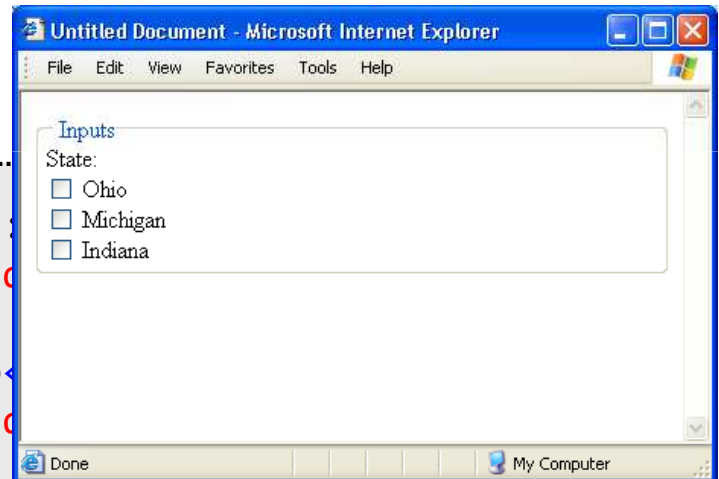 Untitled Document - Microsoft Internet Explorer
File Edit View Favorites Tools Help
Inputs
State:
Ohio
Michigan
Indiana
Done My Computer